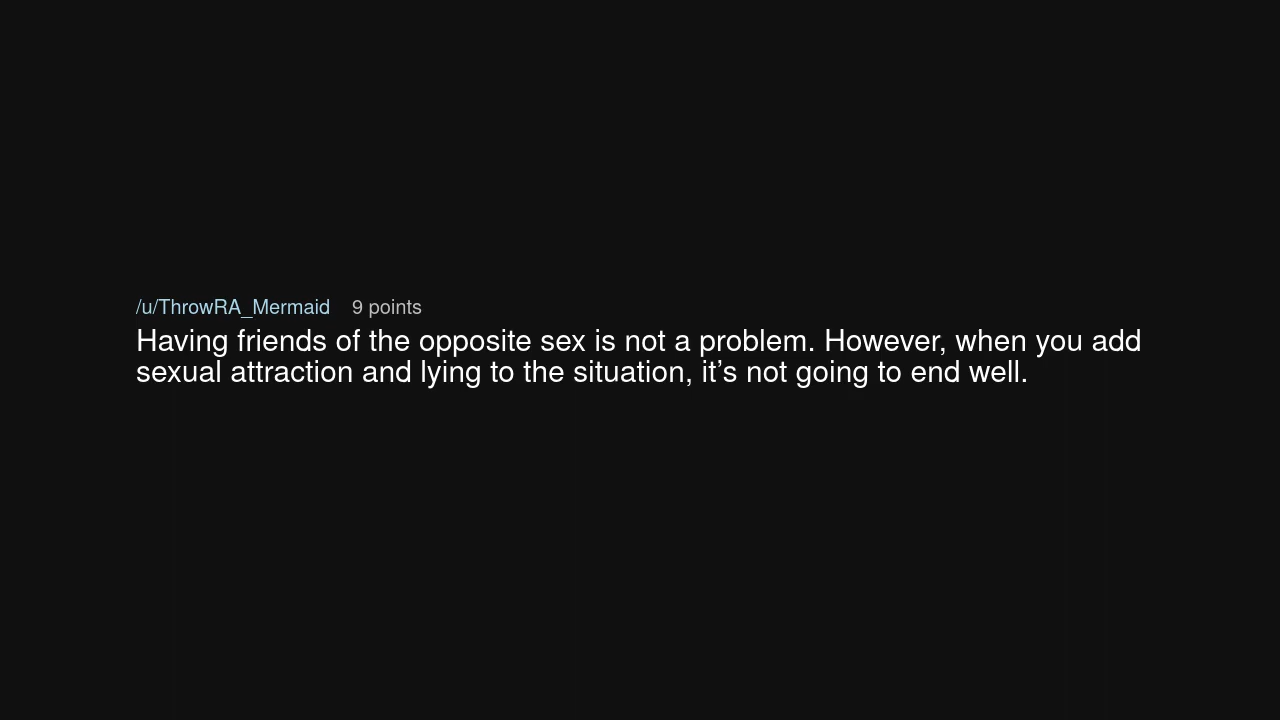 /u/ThrowRA_Mermaid 9 points
Having friends of the opposite sex is not a problem. However, when you add
sexual attraction and lying to the situation, it’s not going to end well.